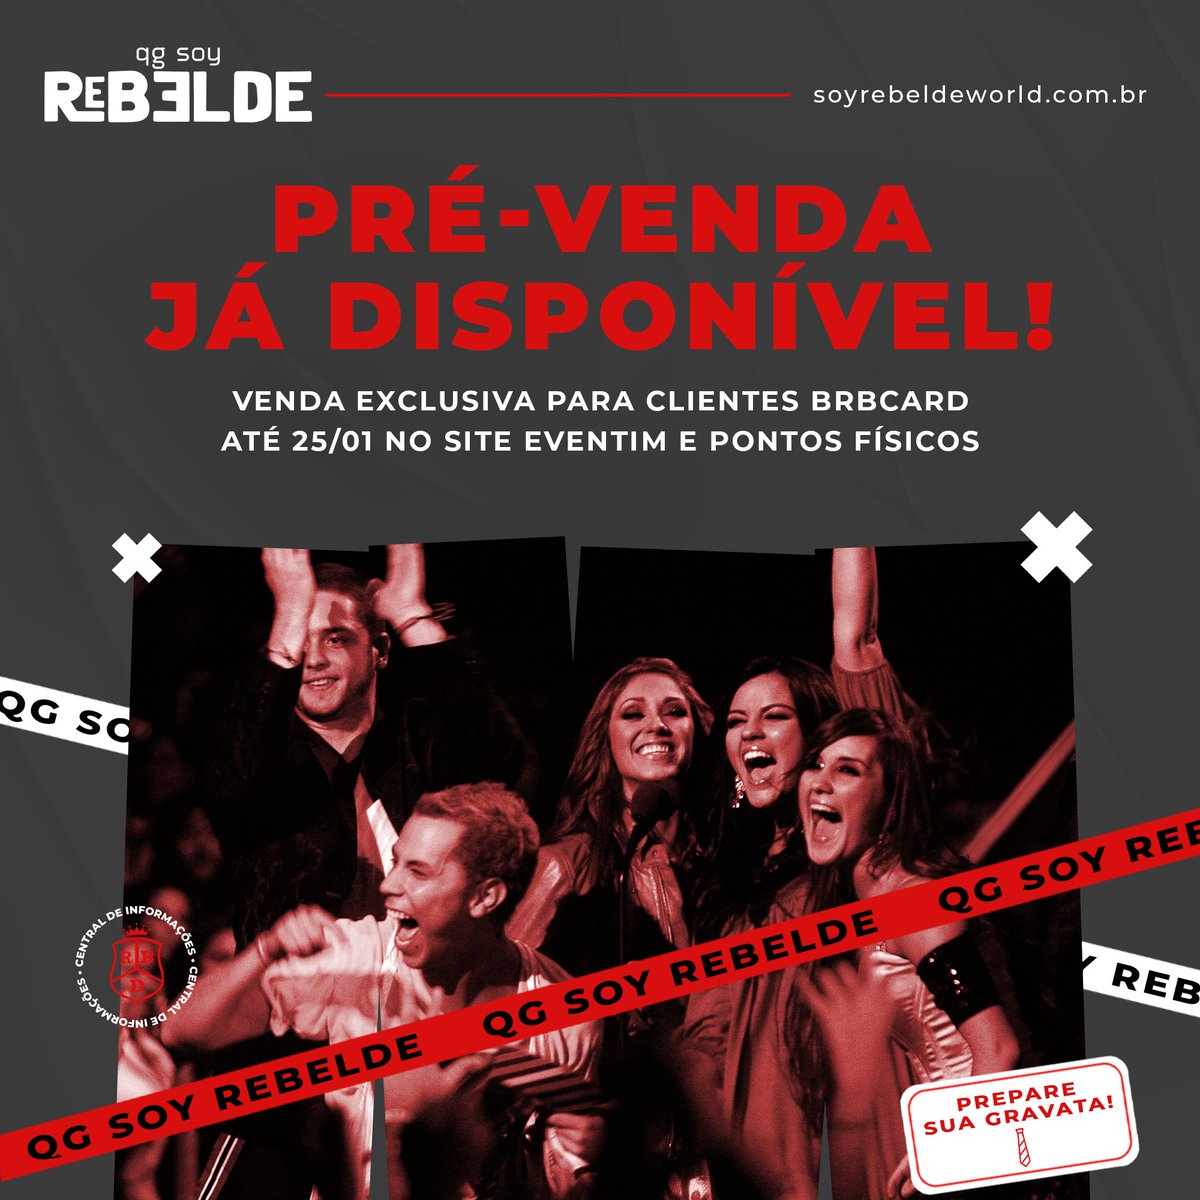 qg soy
REBELDE
soyrebeldeworld.com.br
PRÉ-VENDA
JÁ DISPONÍVEL!
VENDA EXCLUSIVA PARA CLIENTES BRBCARD
ATÉ 25/01 NO SITE EVENTIM E PONTOS FÍSICOS
QG SO
QG SOY REBELDE QG SOY REBELDE QG SOY REB
Y REB
CENTRAL DE INFORMAÇÕES • CENTRAL DE INFORMAÇÕES •
RB
D
PREPARE
SUA GRAVATA!